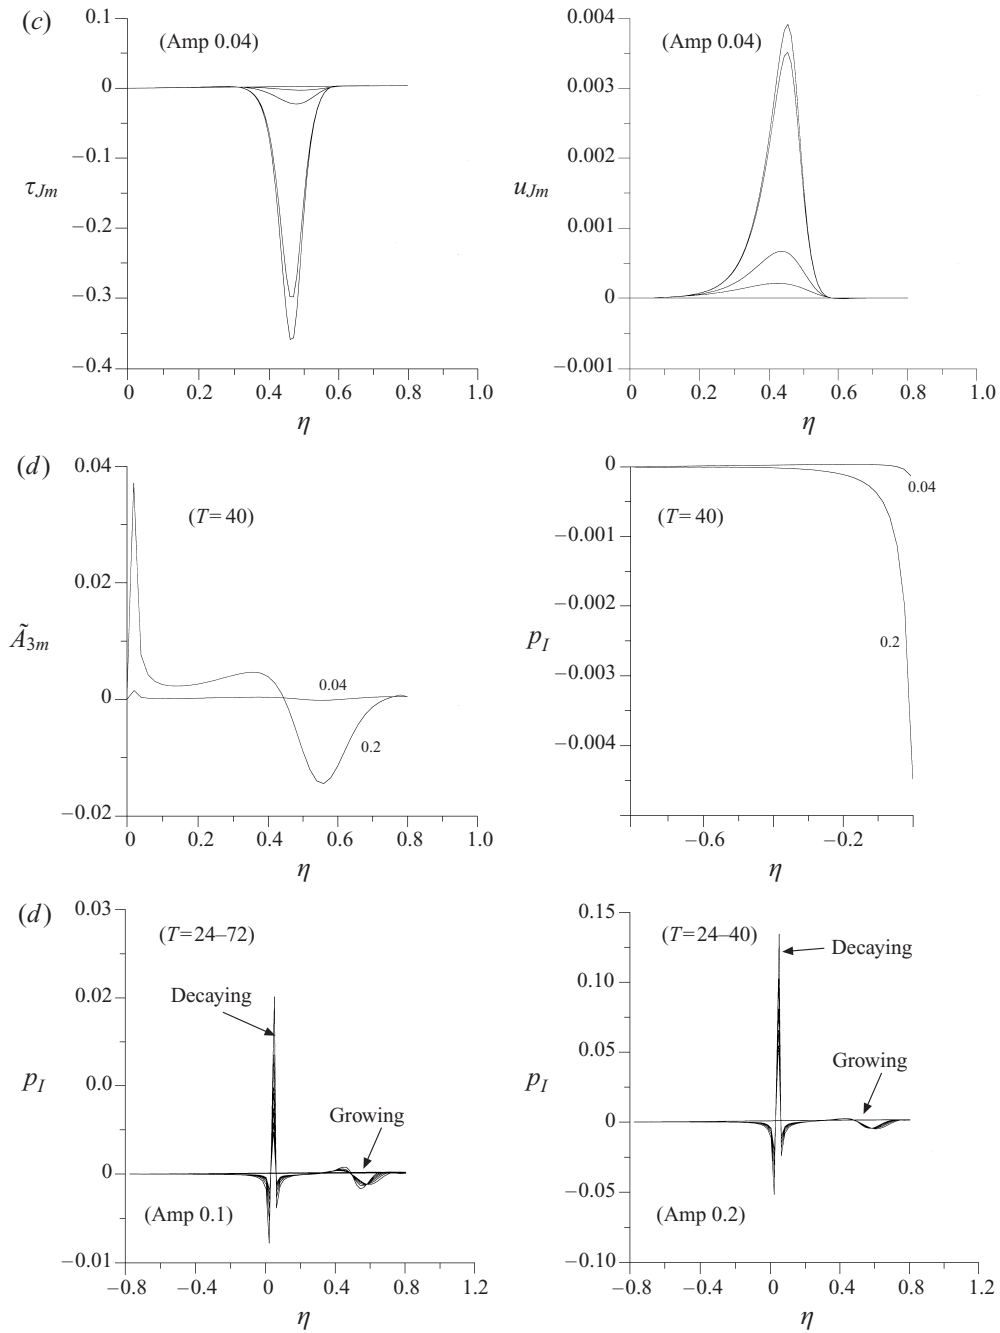 (c)
0.1
0
−0.1
−0.2
−0.3
−0.4
τJm
(Amp 0.04)
0 0.2 0.4 0.6 0.8 1.0
η
0.004
0.003
0.002
0.001
0
−0.001
uJm
(Amp 0.04)
0 0.2 0.4 0.6 0.8 1.0
η
(d)
0.04
0.02
0
−0.02
Ã3m
(T=40)
0.04
0.2
0 0.2 0.4 0.6 0.8 1.0
η
0
−0.001
−0.002
−0.003
−0.004
pI
(T=40)
0.04
0.2
−0.6 −0.2
η
(d)
0.03
0.02
0.0
0
−0.01
pI
(T=24–72)
Decaying
Growing
(Amp 0.1)
−0.8 −0.4 0 0.4 0.8 1.2
η
0.15
0.10
0.05
0
−0.05
−0.10
pI
(T=24–40)
Decaying
Growing
(Amp 0.2)
−0.8 −0.4 0 0.4 0.8 1.2
η